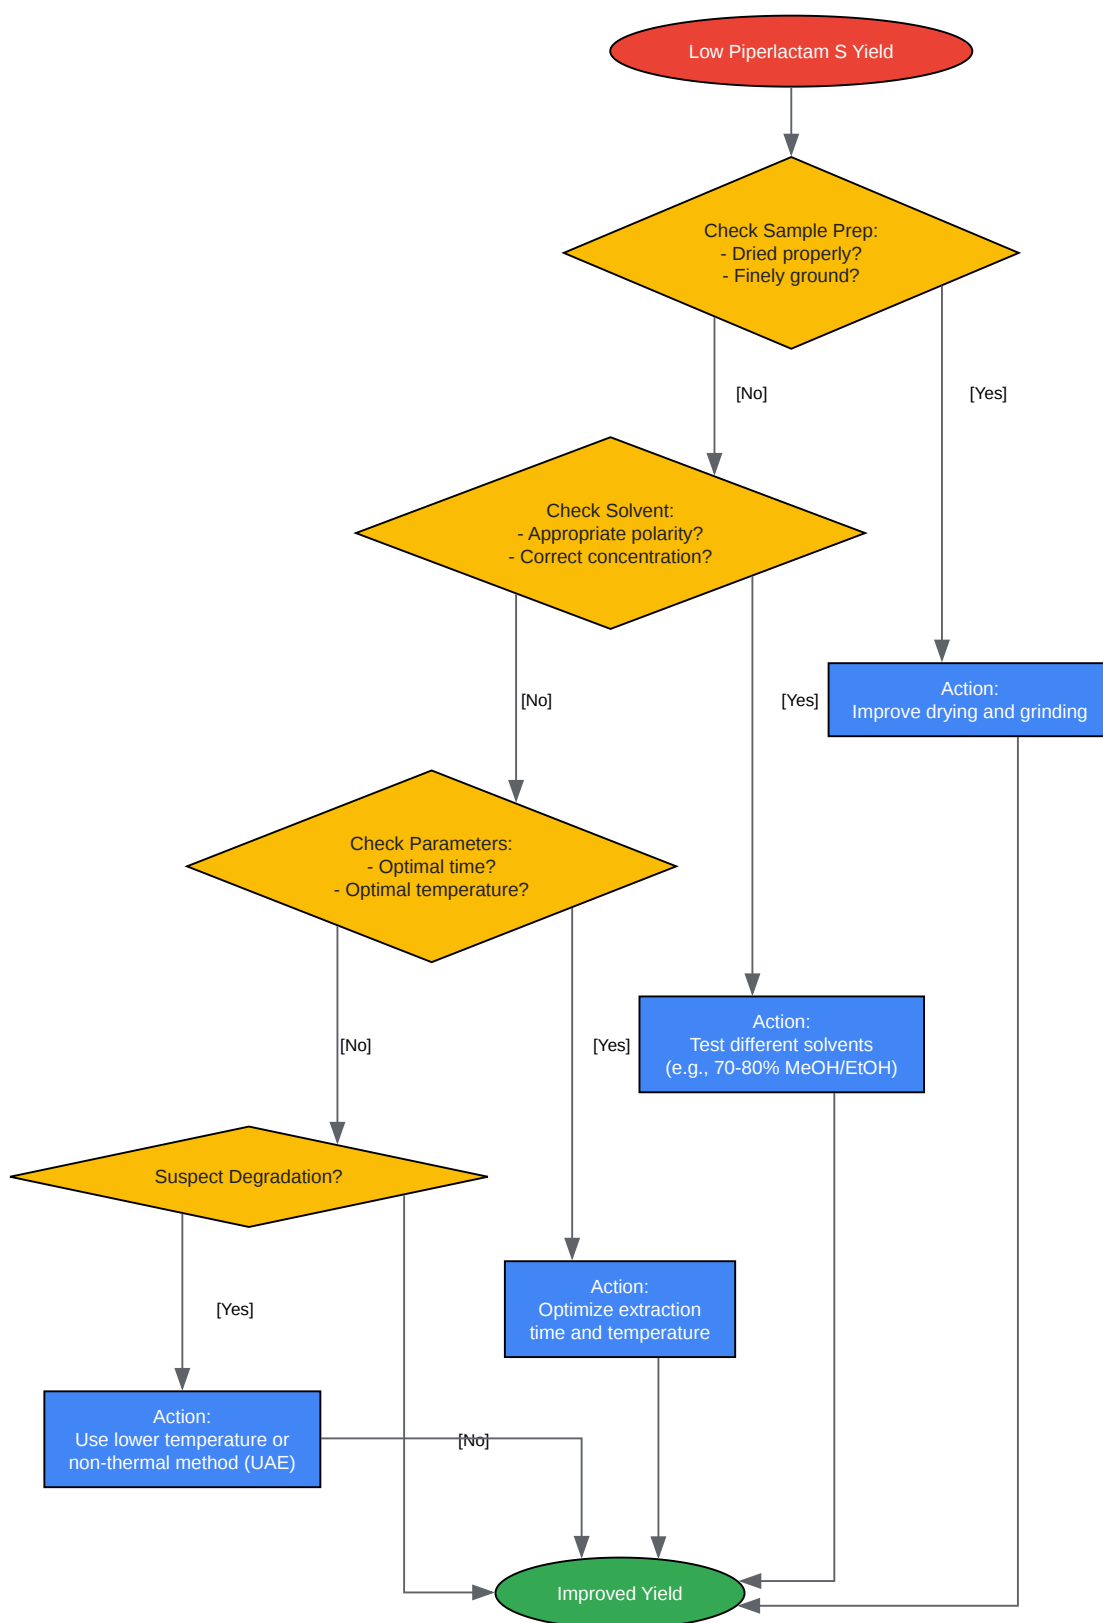 Low Piperlactam S Yield
Check Sample Prep:
- Dried properly?
- Finely ground?
[No]
[Yes]
Check Solvent:
- Appropriate polarity?
- Correct concentration?
[No]
[Yes]
Action:
Improve drying and grinding
Check Parameters:
- Optimal time?
- Optimal temperature?
[No]
[Yes]
Action:
Test different solvents
(e.g., 70-80% MeOH/EtOH)
Suspect Degradation?
[Yes]
Action:
Optimize extraction
time and temperature
Action:
Use lower temperature or
non-thermal method (UAE)
[No]
Improved Yield